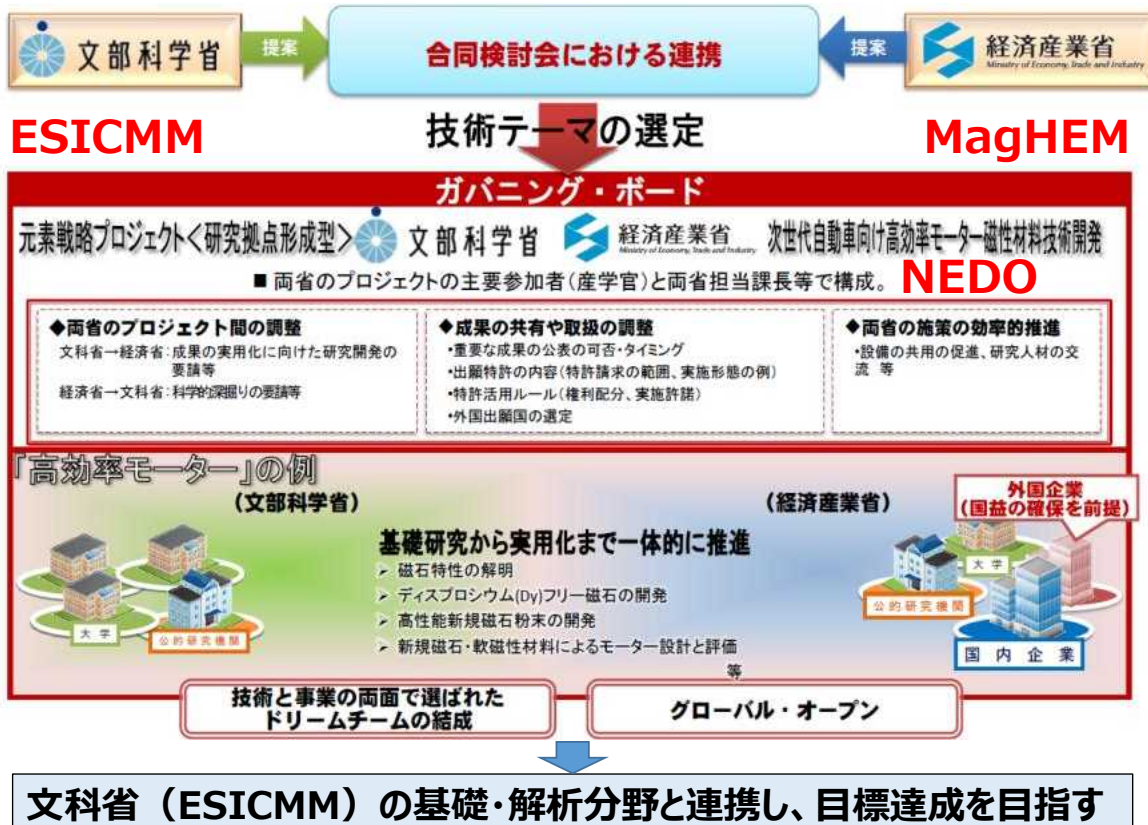 文部科学省
提案
合同検討会における連携
提案
経済産業省
Ministry of Economy, Trade and Industry
ESICMM
技術テーマの選定
MagHEM
ガバニング・ボード
元素戦略プロジェクト<研究拠点形成型>
文部科学省
経済産業省
Ministry of Economy, Trade and Industry
次世代自動車向け高効率モーター磁性材料技術開発
■両省のプロジェクトの主要参加者(産学官)と両省担当課長等で構成。
NEDO
◆両省のプロジェクト間の調整
文科省→経済省:成果の実用化に向けた研究開発の
要請等
経済省→文科省:科学的深掘りの要請等
◆成果の共有や取扱の調整
・重要な成果の公表の可否・タイミング
・出願特許の内容(特許請求の範囲、実施形態の例)
・特許活用ルール(権利配分、実施許諾)
・外国出願国の選定
◆両省の施策の効率的推進
・設備の共用の促進、研究人材の交
流 等
「高効率モーター」の例
(文部科学省)
大学
公的研究機関
基礎研究から実用化まで一体的に推進
➢ 磁石特性の解明
➢ ディスプロシウム(Dy)フリー磁石の開発
➢ 高性能新規磁石粉末の開発
➢ 新規磁石・軟磁性材料によるモーター設計と評価
等
(経済産業省)
外国企業
(国益の確保を前提)
大学
公的研究機関
国内企業
技術と事業の両面で選ばれた
ドリームチームの結成
グローバル・オープン
文科省(ESICMM)の基礎・解析分野と連携し、目標達成を目指す